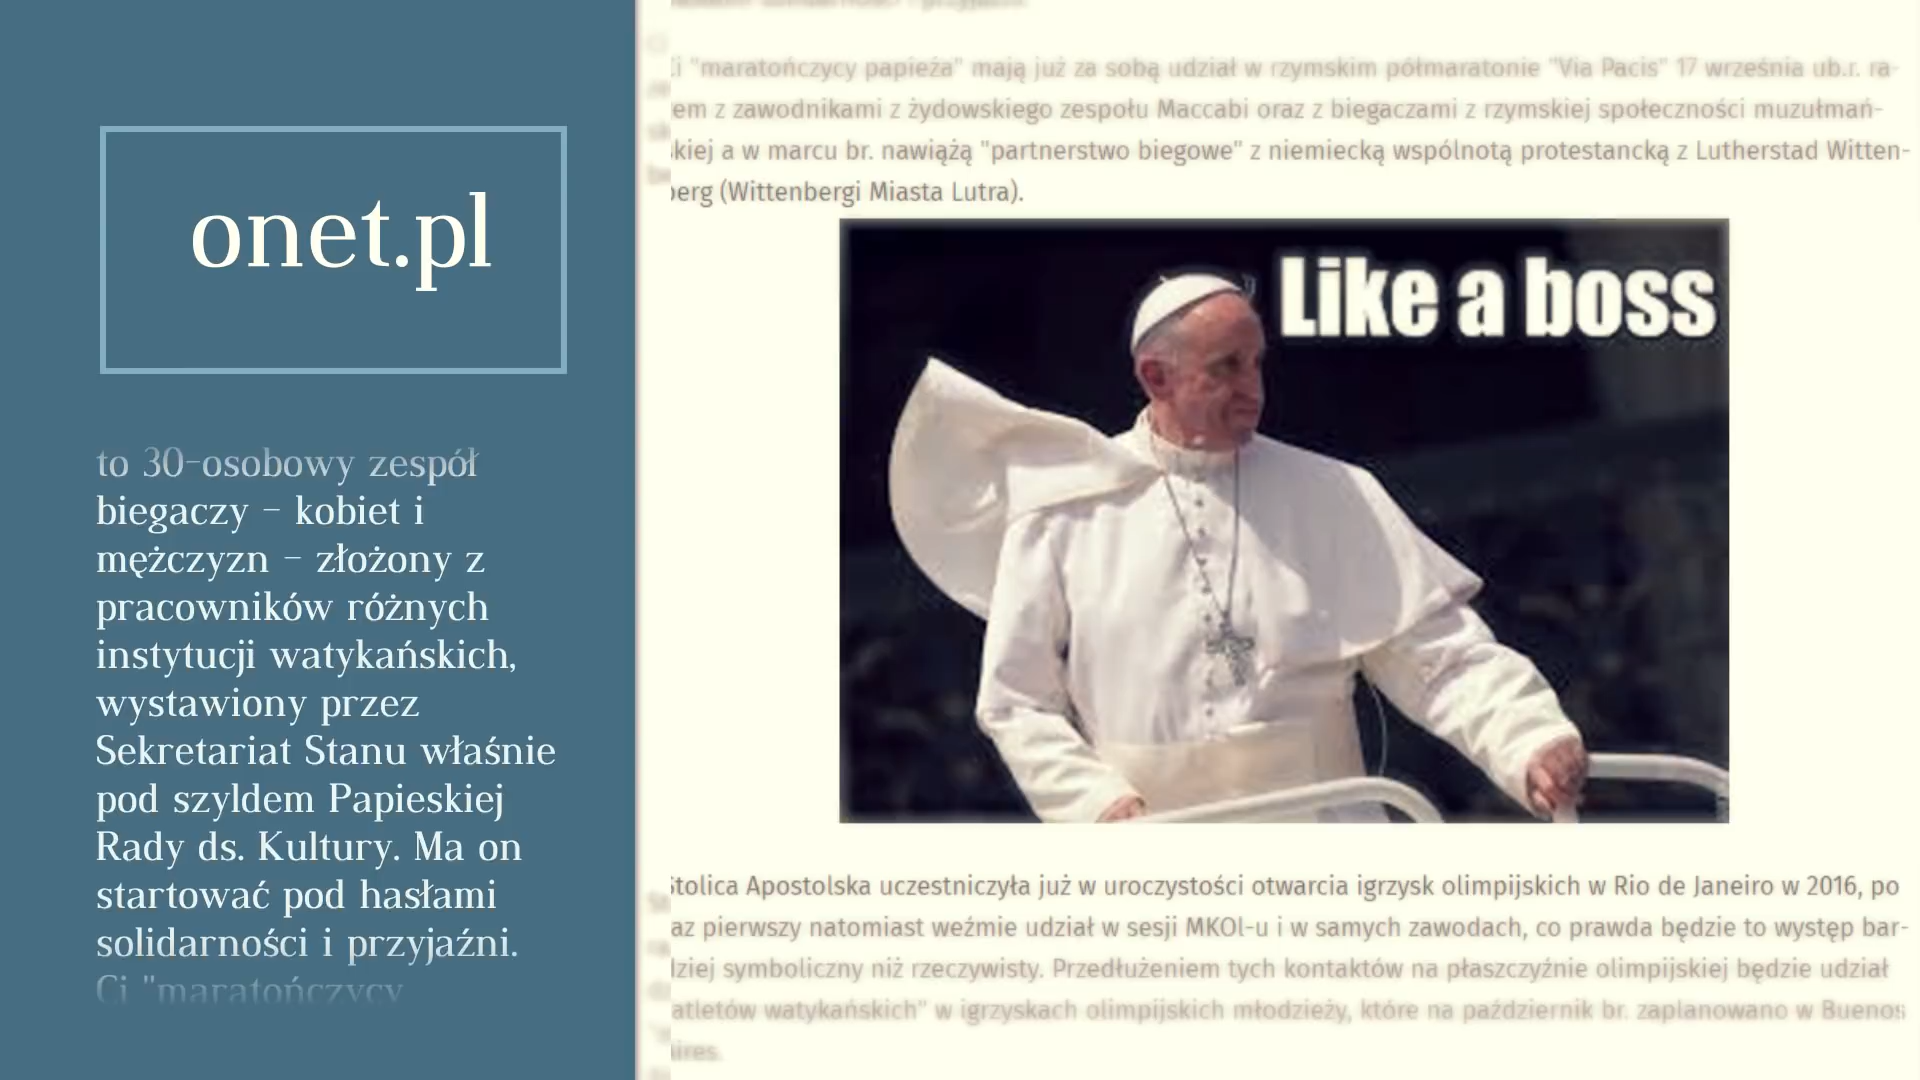 onet.pl
to 30-osobowy zespół
biegaczy – kobiet i
mężczyzn – złożony z
pracowników różnych
instytucji watykańskich,
wystawiony przez
Sekretariat Stanu właśnie
pod szyldem Papieskiej
Rady ds. Kultury. Ma on
startować pod hasłami
solidarności i przyjaźni.
Ci "maratończycy
"maratończycy papieża" mają już za sobą udział w rzymskim półmaratonie "Via Pacis" 17 września ub.r. ra-
em z zawodnikami z żydowskiego zespołu Maccabi oraz z biegaczami z rzymskiej społeczności muzułmań-
kiej a w marcu br. nawiążą "partnerstwo biegowe" z niemiecką wspólnotą protestancką z Lutherstad Witten-
berg (Wittenbergi Miasta Lutra).
Like a boss
Stolica Apostolska uczestniczyła już w uroczystości otwarcia igrzysk olimpijskich w Rio de Janeiro w 2016, po
az pierwszy natomiast weźmie udział w sesji MKOl-u i w samych zawodach, co prawda będzie to występ bar-
dziej symboliczny niż rzeczywisty. Przedłużeniem tych kontaktów na płaszczyźnie olimpijskiej będzie udział
atletów watykańskich" w igrzyskach olimpijskich młodzieży, które na październik br. zaplanowano w Buenos
Aires.